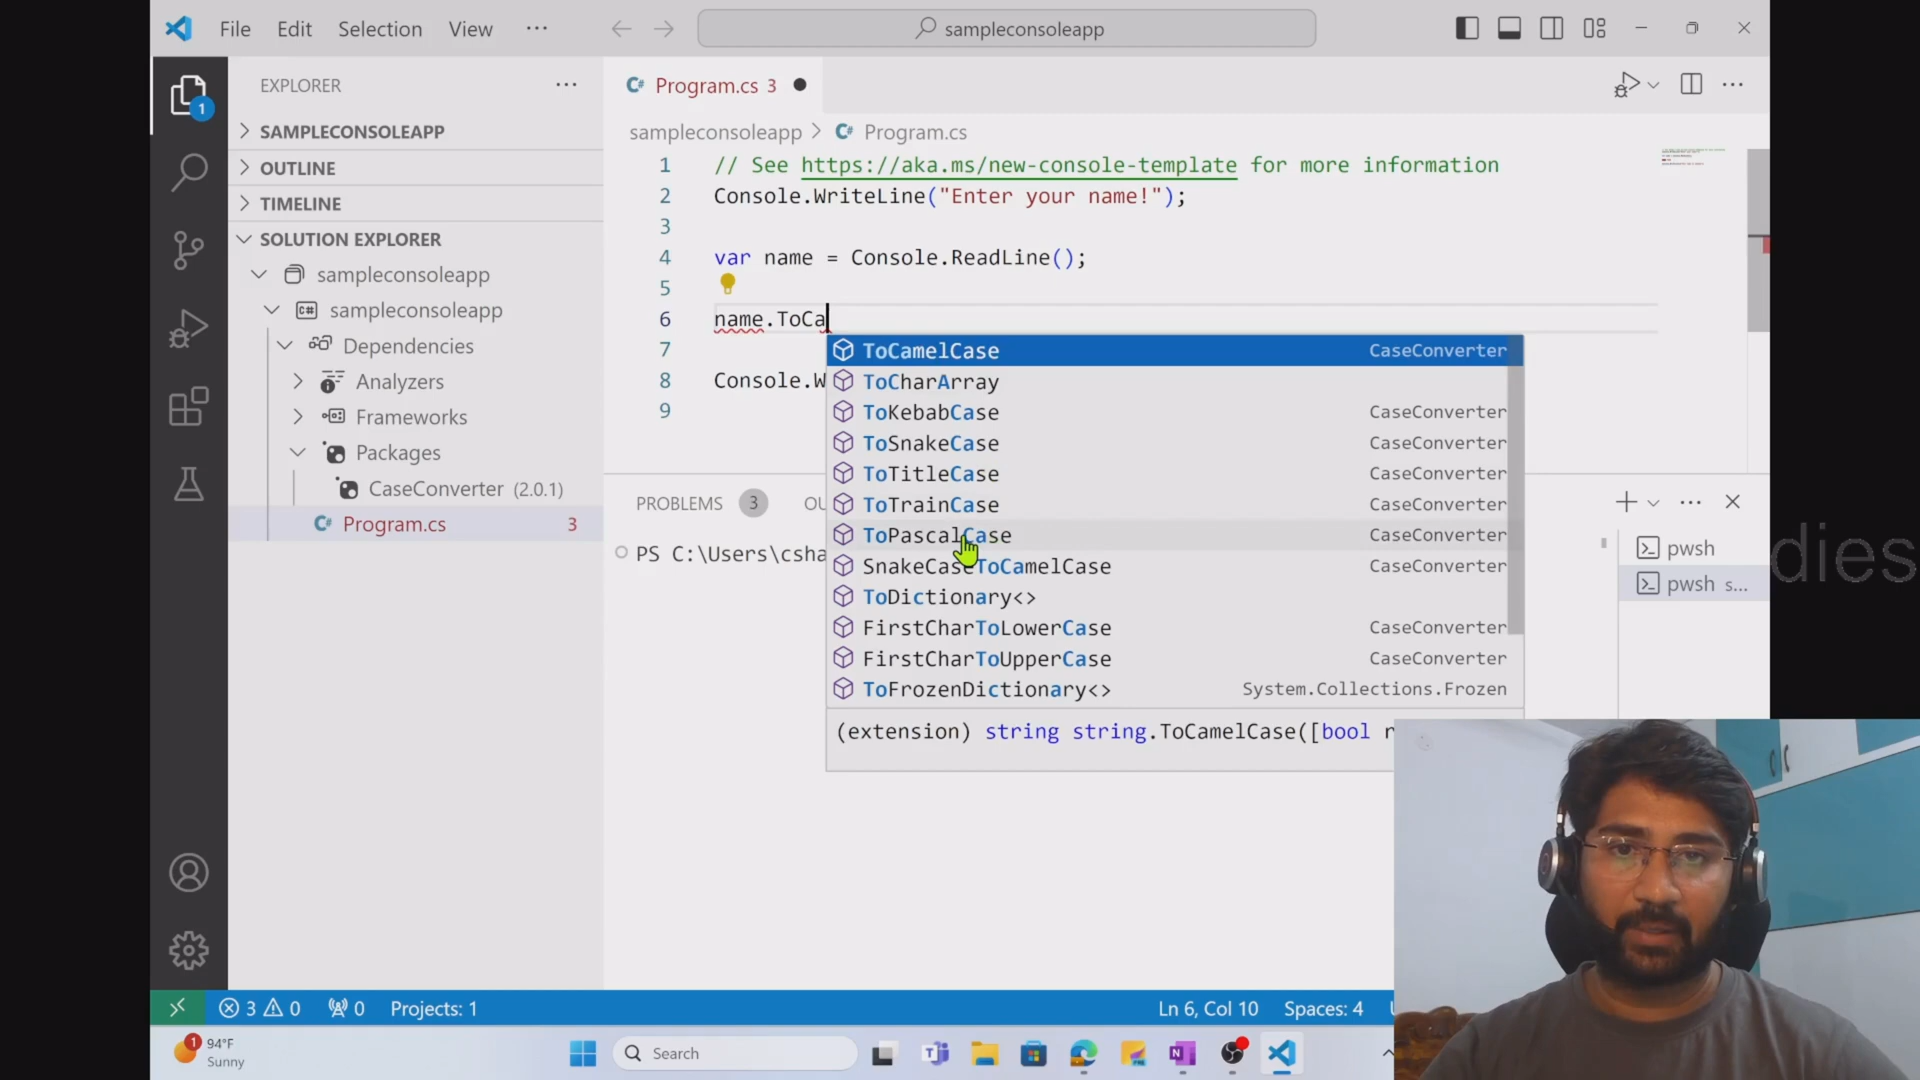 File Edit Selection View ···
sampleconsoleapp
EXPLORER
SAMPLECONSOLEAPP
OUTLINE
TIMELINE
SOLUTION EXPLORER
sampleconsoleapp
sampleconsoleapp
Dependencies
Analyzers
Frameworks
Packages
CaseConverter (2.0.1)
Program.cs 3
1
Program.cs 3
sampleconsoleapp > Program.cs
1 // See https://aka.ms/new-console-template for more information
2 Console.WriteLine("Enter your name!");
3
4 var name = Console.ReadLine();
5
6 name.ToCa
7
8 Console.W
9
ToCamelCase CaseConverter
ToCharArray
ToKebabCase CaseConverter
ToSnakeCase CaseConverter
ToTitleCase CaseConverter
ToTrainCase CaseConverter
ToPascalCase CaseConverter
SnakeCaseToCamelCase CaseConverter
ToDictionary<>
FirstCharToLowerCase CaseConverter
FirstCharToUpperCase CaseConverter
ToFrozenDictionary<> System.Collections.Frozen
(extension) string string.ToCamelCase([bool
PROBLEMS 3 OU
PS C:\Users\csha
pwsh
pwsh s...
dies
3 0 0 Projects: 1
Ln 6, Col 10 Spaces: 4
1
94°F
Sunny
Search